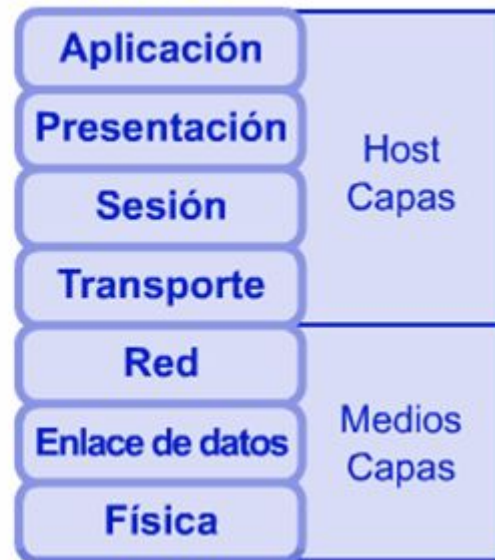 Aplicación
Presentación
Sesión
Transporte
Red
Enlace de datos
Física
Host
Capas
Medios
Capas